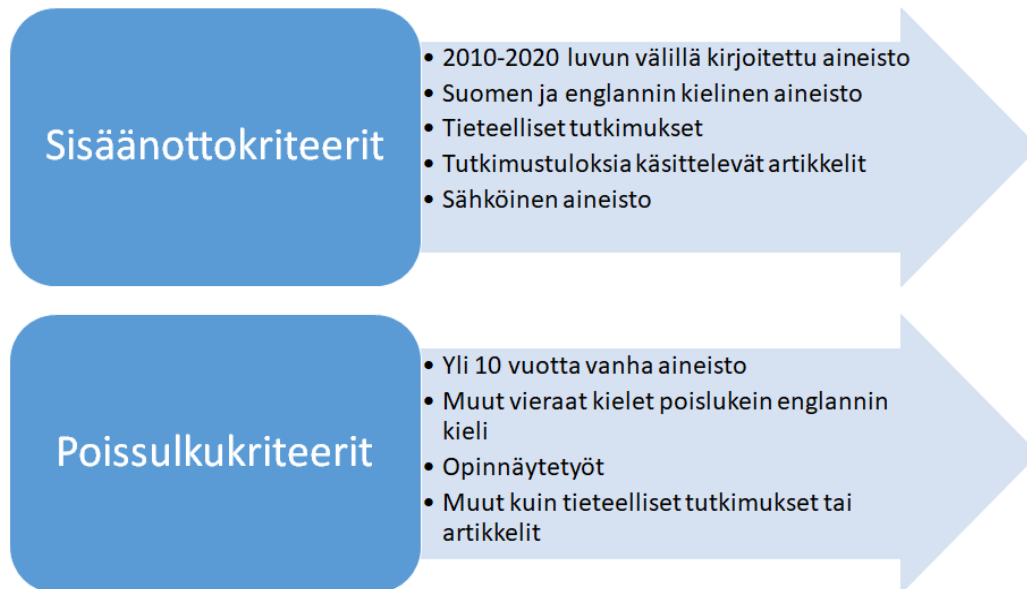 Sisäänottokriteerit
• 2010-2020 luvun välillä kirjoitettu aineisto
• Suomen ja englannin kielinen aineisto
• Tieteelliset tutkimukset
• Tutkimustuloksia käsittelevät artikkelit
• Sähköinen aineisto
Poissulkukriteerit
• Yli 10 vuotta vanha aineisto
• Muut vieraat kielet poislukein englannin
kieli
• Opinnäytetyöt
• Muut kuin tieteelliset tutkimukset tai
artikkelit